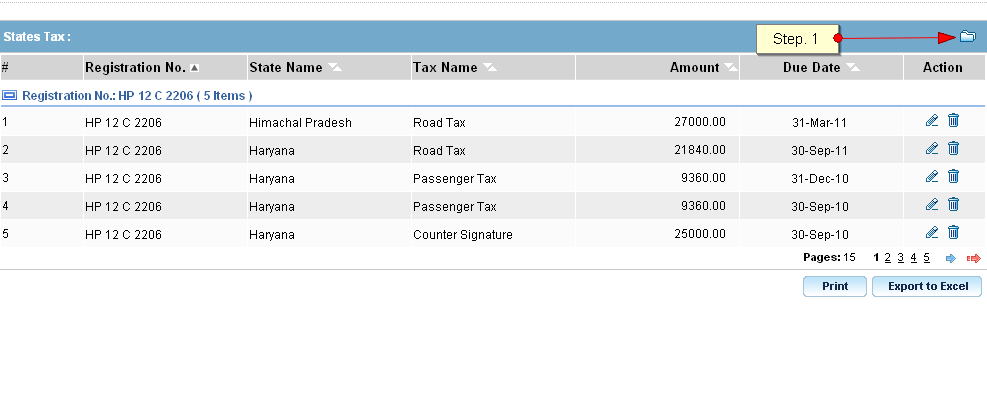 States Tax :
Step. 1
# Registration No. State Name Tax Name Amount Due Date Action
Registration No.: HP 12 C 2206 ( 5 Items )
1 HP 12 C 2206 Himachal Pradesh Road Tax 27000.00 31-Mar-11
2 HP 12 C 2206 Haryana Road Tax 21840.00 30-Sep-11
3 HP 12 C 2206 Haryana Passenger Tax 9360.00 31-Dec-10
4 HP 12 C 2206 Haryana Passenger Tax 9360.00 30-Sep-10
5 HP 12 C 2206 Haryana Counter Signature 25000.00 30-Sep-10
Pages: 15 1 2 3 4 5
Print Export to Excel